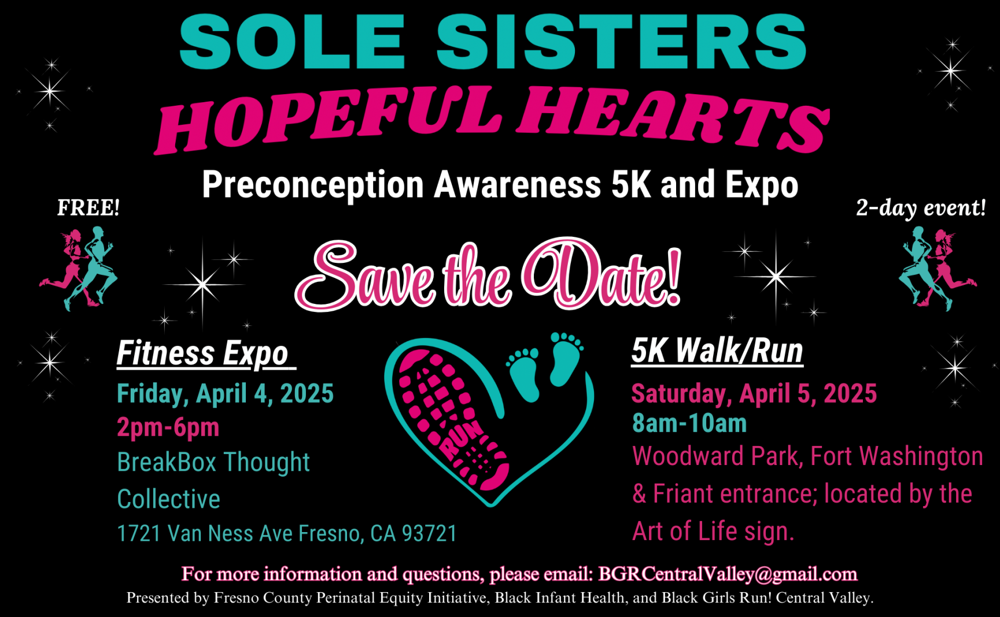 SOLE SISTERS
HOPEFUL HEARTS
Preconception Awareness 5K and Expo
FREE!
2-day event!
Save the Date!
Fitness Expo
Friday, April 4, 2025
2pm-6pm
BreakBox Thought
Collective
1721 Van Ness Ave Fresno, CA 93721
RUN
5K Walk/Run
Saturday, April 5, 2025
8am-10am
Woodward Park, Fort Washington
& Friant entrance; located by the
Art of Life sign.
For more information and questions, please email: BGRCentralValley@gmail.com
Presented by Fresno County Perinatal Equity Initiative, Black Infant Health, and Black Girls Run! Central Valley.